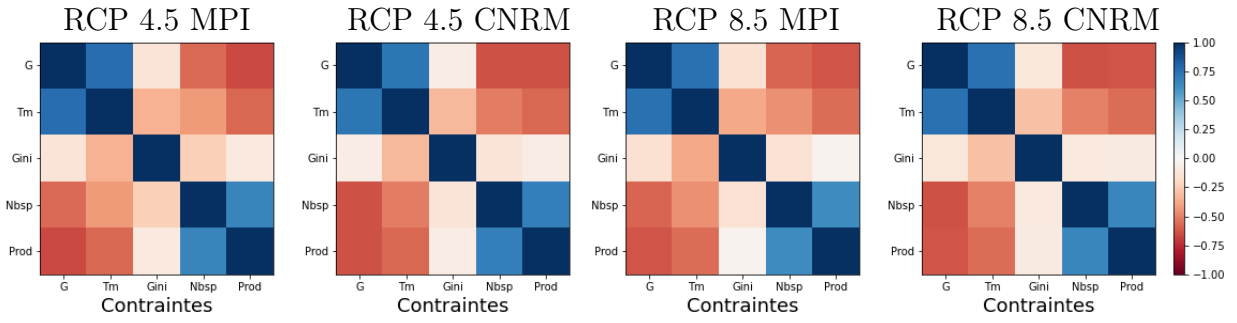 RCP 4.5 MPI
RCP 4.5 CNRM
RCP 8.5 MPI
RCP 8.5 CNRM
G
Tm
Gini
Nbsp
Prod
G Tm Gini Nbsp Prod
Contraintes
G
Tm
Gini
Nbsp
Prod
G Tm Gini Nbsp Prod
Contraintes
G
Tm
Gini
Nbsp
Prod
G Tm Gini Nbsp Prod
Contraintes
G
Tm
Gini
Nbsp
Prod
G Tm Gini Nbsp Prod
Contraintes
1.00
0.75
0.50
0.25
0.00
−0.25
−0.50
−0.75
−1.00